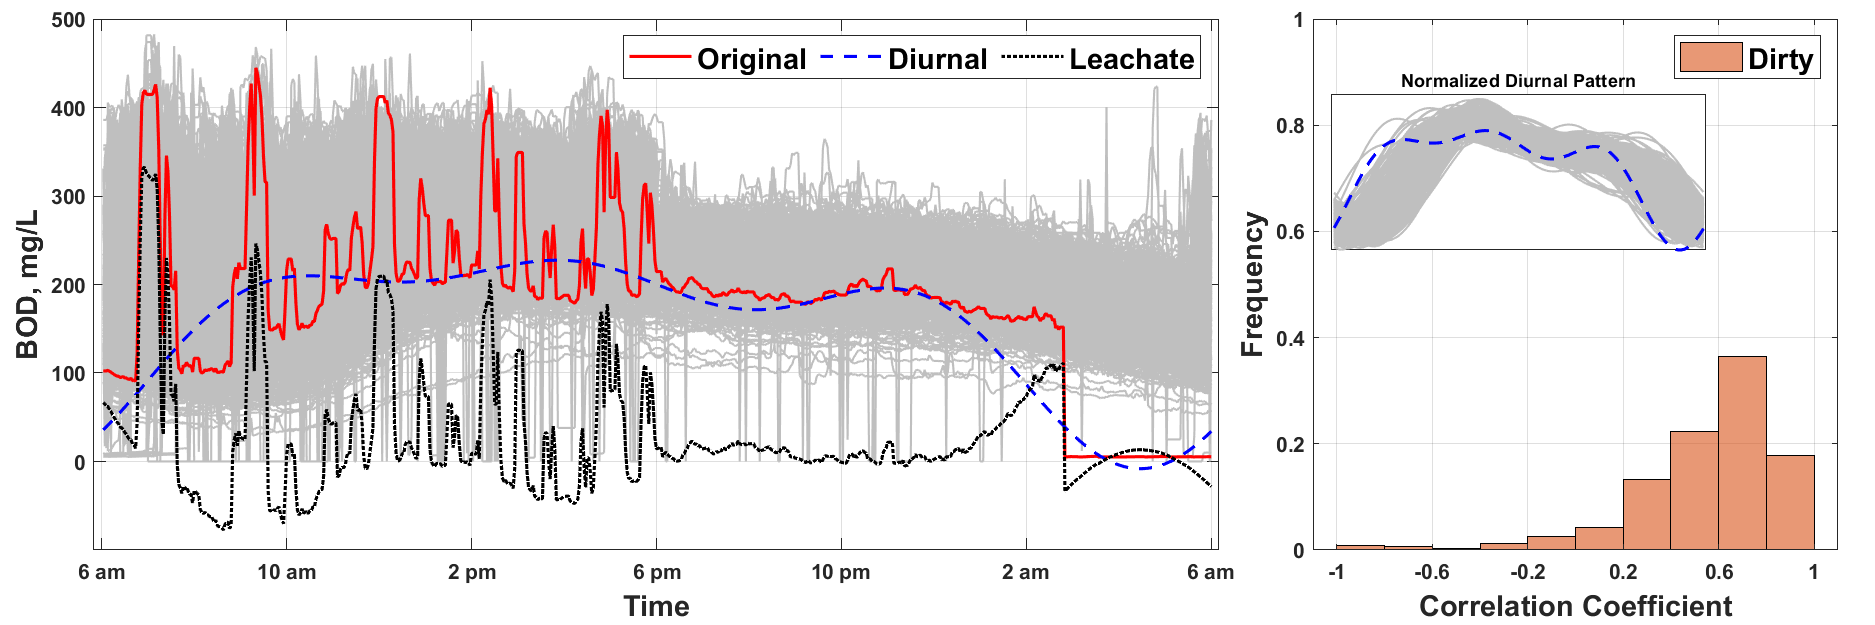 500
400
300
200
100
0
BOD, mg/L
Original Diurnal Leachate
6 am 10 am 2 pm 6 pm 10 pm 2 am 6 am
Time
1
0.8
0.6
0.4
0.2
0
Frequency
Dirty
Normalized Diurnal Pattern
-1 -0.6 -0.2 0.2 0.6 1
Correlation Coefficient